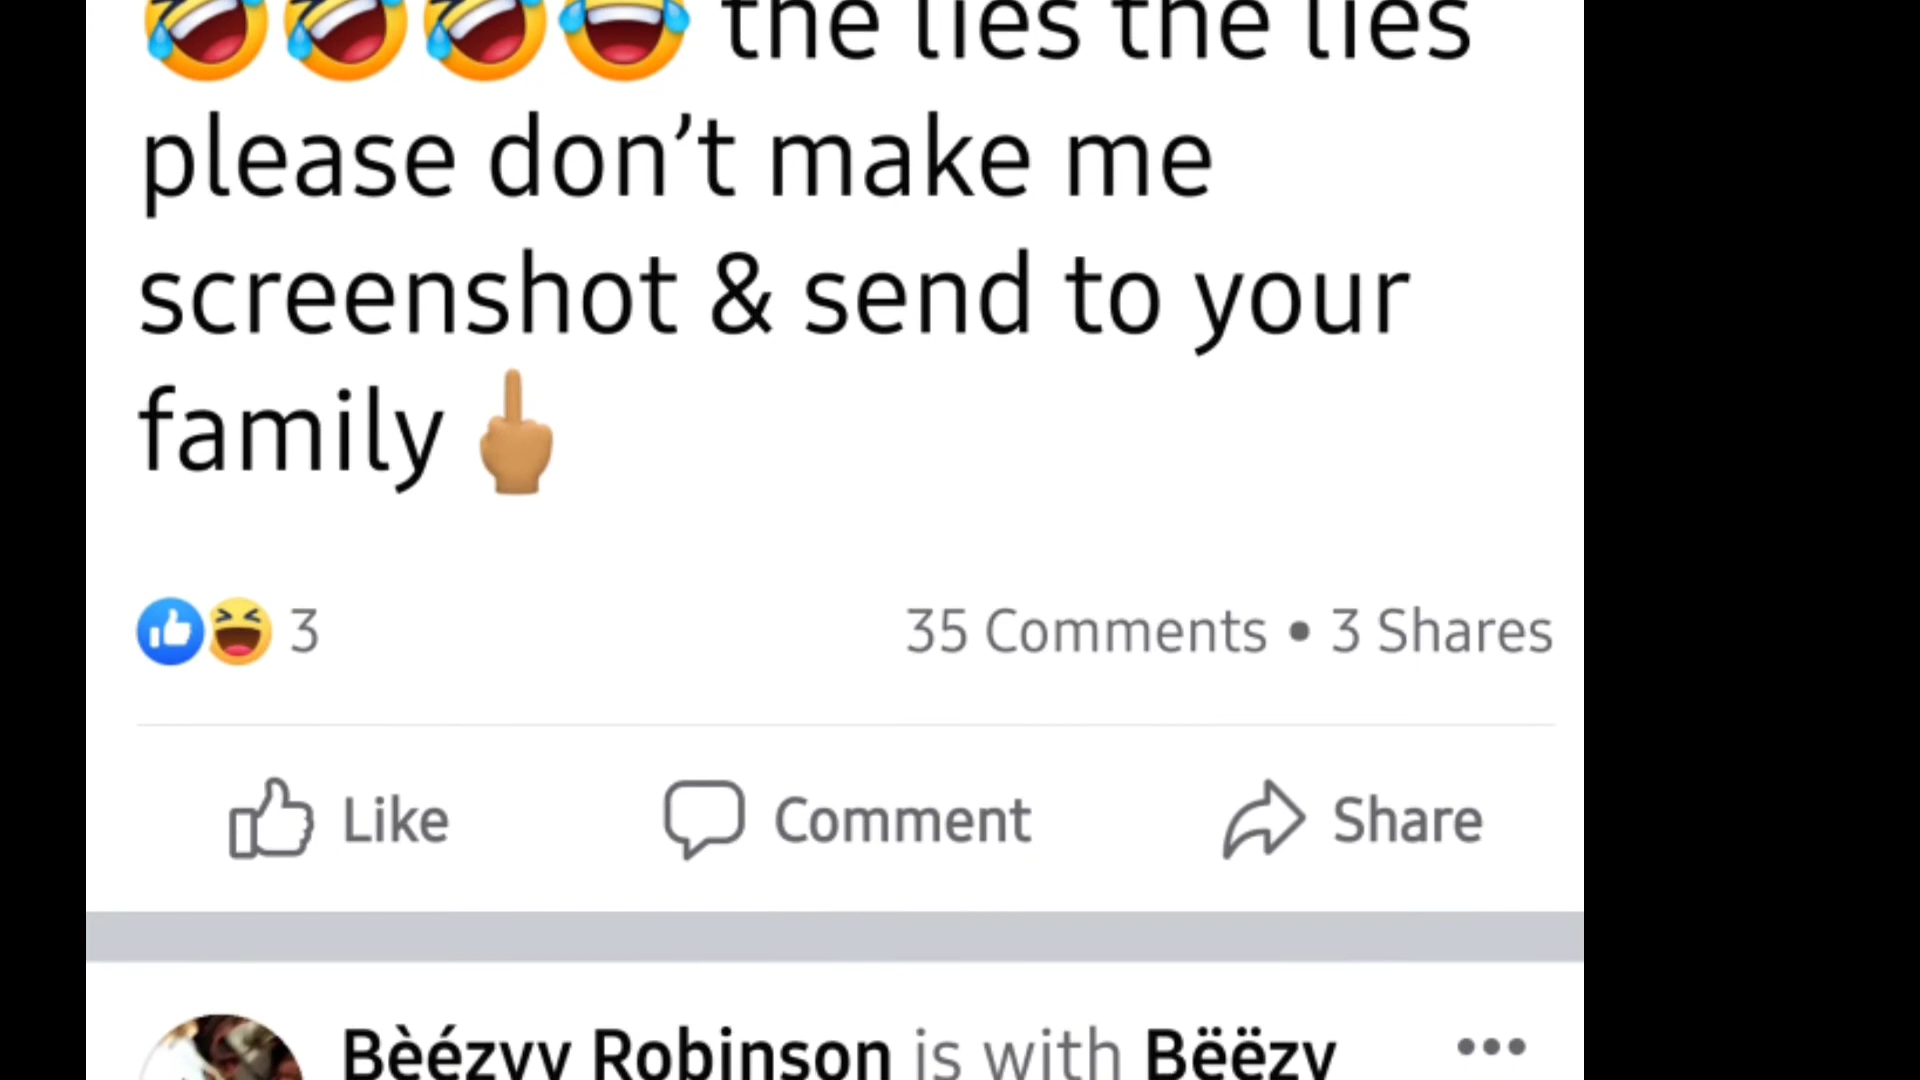 🤣🤣🤣😂 the lies the lies
please don’t make me
screenshot & send to your
family 🖕🏽
3 35 Comments • 3 Shares
Like Comment Share
Bèézyy Robinson is with Bëëzy